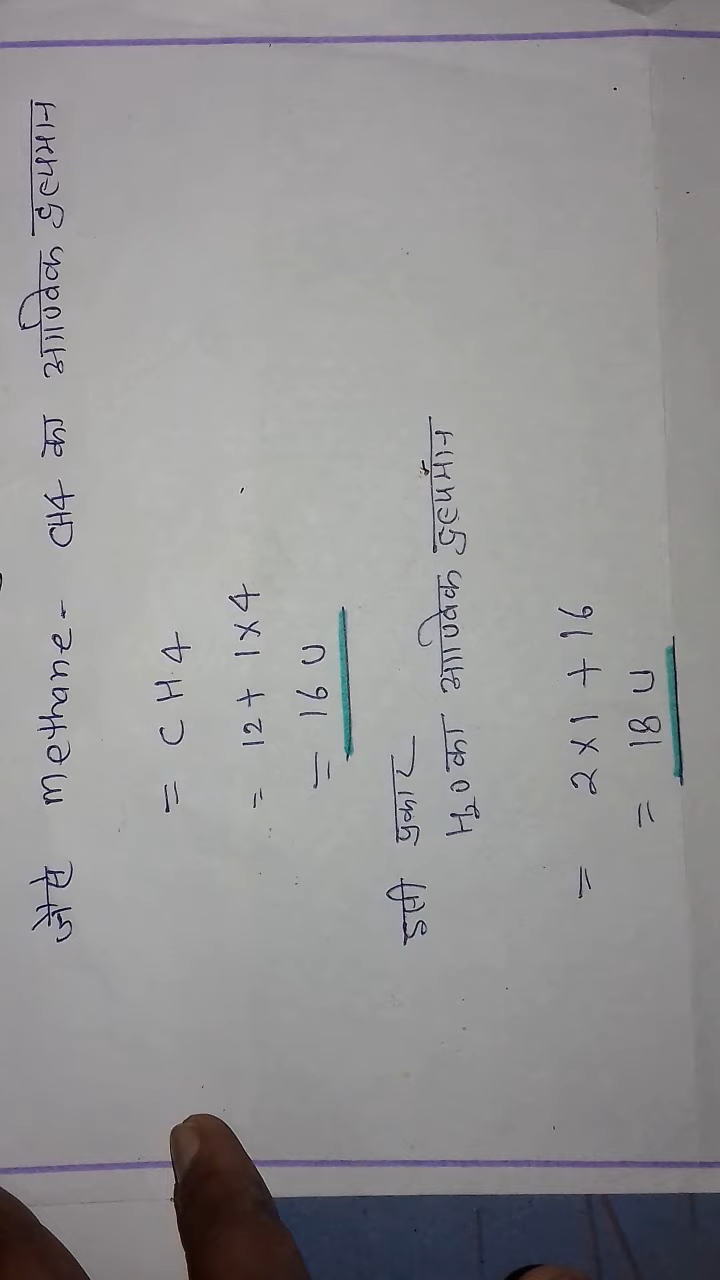 जैसे methane- CH4 का आण्विक द्रव्यमान
= CH4
= 12 + 1 × 4
= 16 U
इसी प्रकार
H2O का आण्विक द्रव्यमान
= 2 × 1 + 16
= 18 U